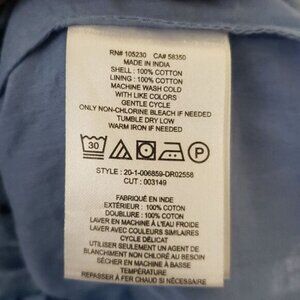 RN# 105230 CA# 58350
MADE IN INDIA
SHELL : 100% COTTON
LINING : 100% COTTON
MACHINE WASH COLD
WITH LIKE COLORS
GENTLE CYCLE
ONLY NON-CHLORINE BLEACH IF NEEDED
TUMBLE DRY LOW
WARM IRON IF NEEDED
30 P
STYLE : 20-1-006859-DR02558
CUT : 003149
FABRIQUÉ EN INDE
EXTÉRIEUR : 100% COTON
DOUBLURE : 100% COTON
LAVER EN MACHINE À L'EAU FROIDE
LAVER AVEC COULEURS SIMILAIRES
CYCLE DÉLICAT
UTILISER SEULEMENT UN AGENT DE
BLANCHIMENT NON CHLORÉ AU BESOIN
SÉCHER EN MACHINE À BASSE
TEMPÉRATURE
REPASSER À FER CHAUD SI NÉCESSAIRE